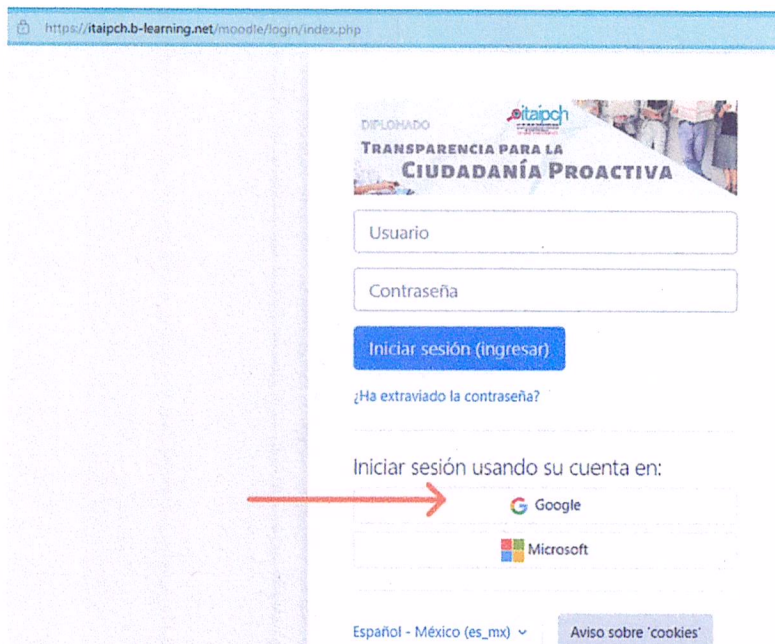 https://itaipch.b-learning.net/moodle/login/index.php
DIPLOMADO
itaipch
TRANSPARENCIA PARA LA
CIUDADANÍA PROACTIVA
Usuario
Contraseña
Iniciar sesión (ingresar)
¿Ha extraviado la contraseña?
Iniciar sesión usando su cuenta en:
Google
Microsoft
Español - México (es_mx)
Aviso sobre 'cookies'